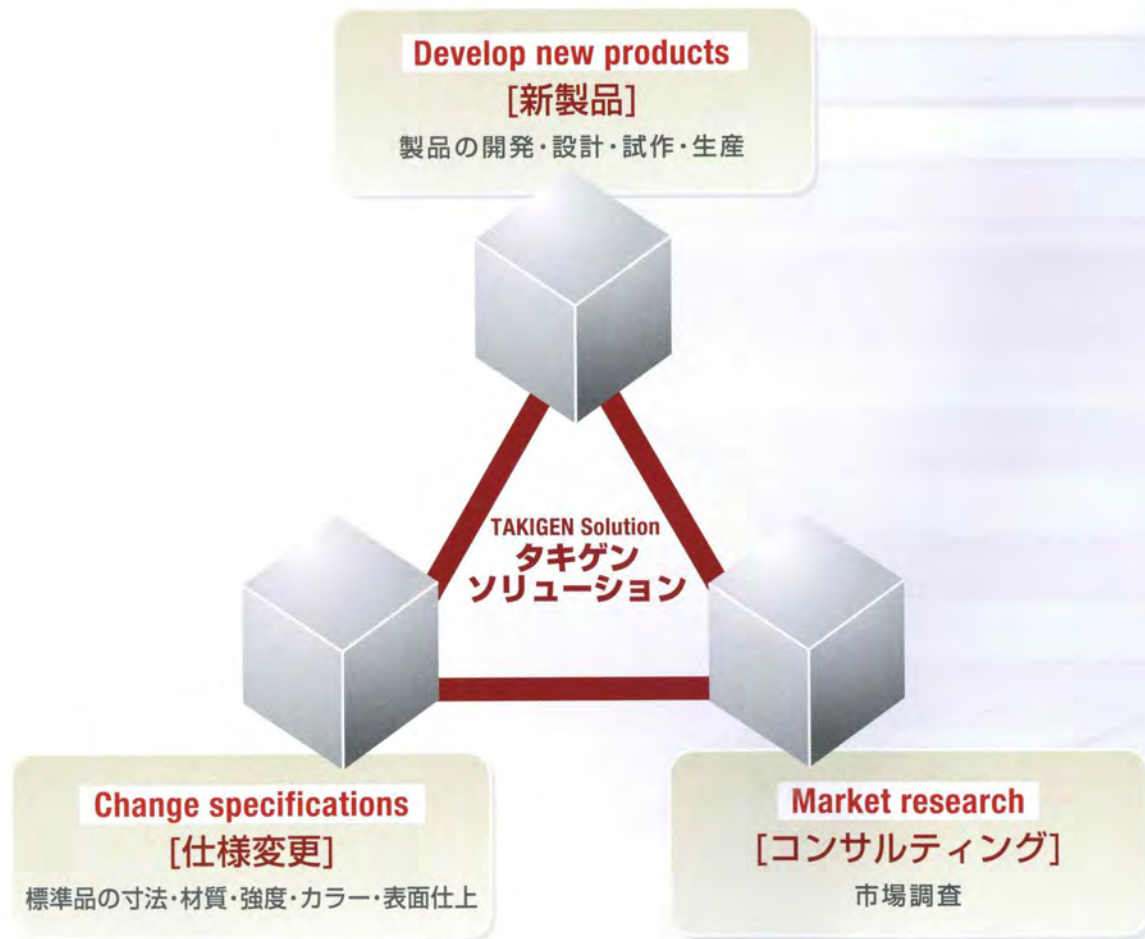 Develop new products
[新製品]
製品の開発・設計・試作・生産
TAKIGEN Solution
タキゲン
ソリューション
Change specifications
[仕様変更]
標準品の寸法・材質・強度・カラー・表面仕上
Market research
[コンサルティング]
市場調査